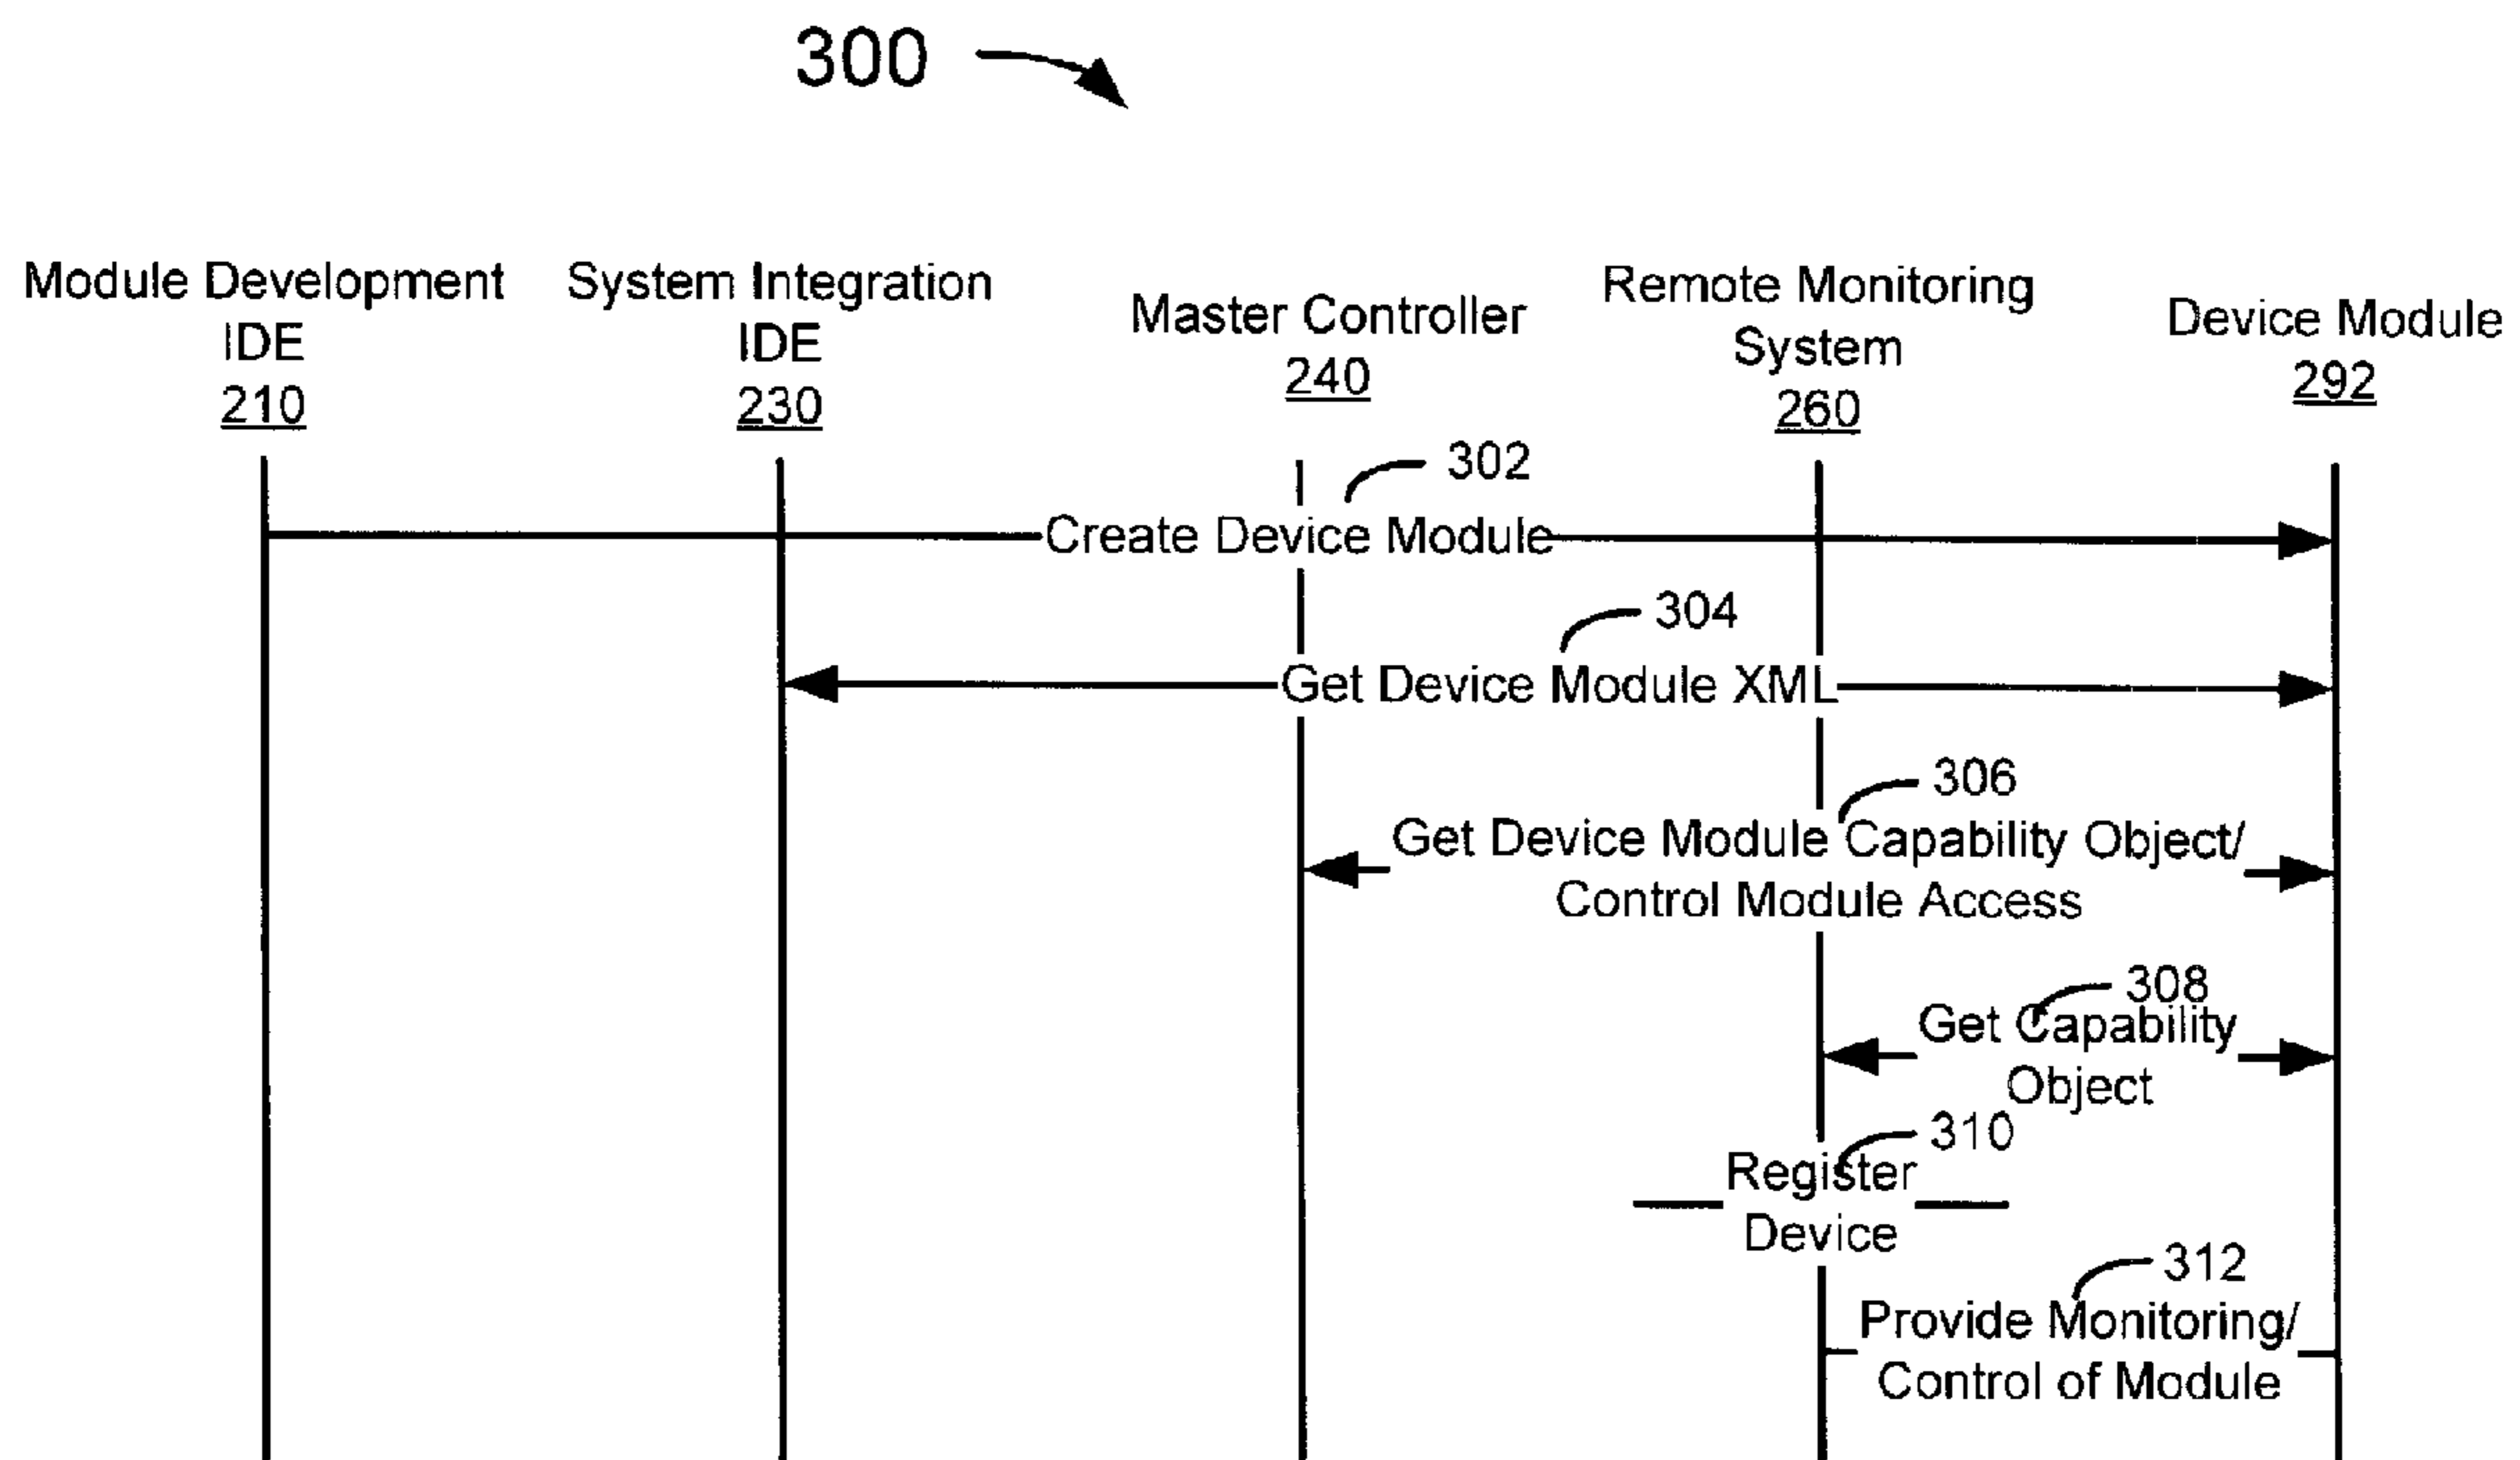 300
Module Development
IDE
210
System Integration
IDE
230
Master Controller
240
Remote Monitoring
System
260
Device Module
292
302
Create Device Module
304
Get Device Module XML
306
Get Device Module Capability Object/
Control Module Access
308
Get Capability
Object
310
Register
Device
312
Provide Monitoring/
Control of Module